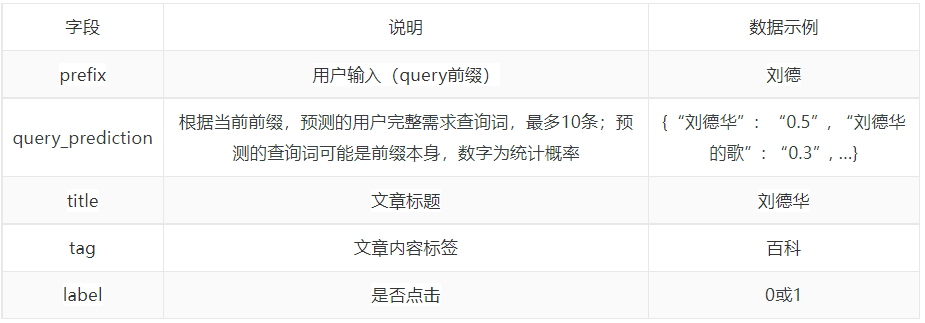 字段 说明 数据示例
prefix 用户输入（query前缀） 刘德
query_prediction 根据当前前缀，预测的用户完整需求查询词，最多10条；预 {“刘德华”： “0.5”, “刘德华
测的查询词可能是前缀本身，数字为统计概率 的歌”: “0.3”, …}
title 文章标题 刘德华
tag 文章内容标签 百科
label 是否点击 0或1